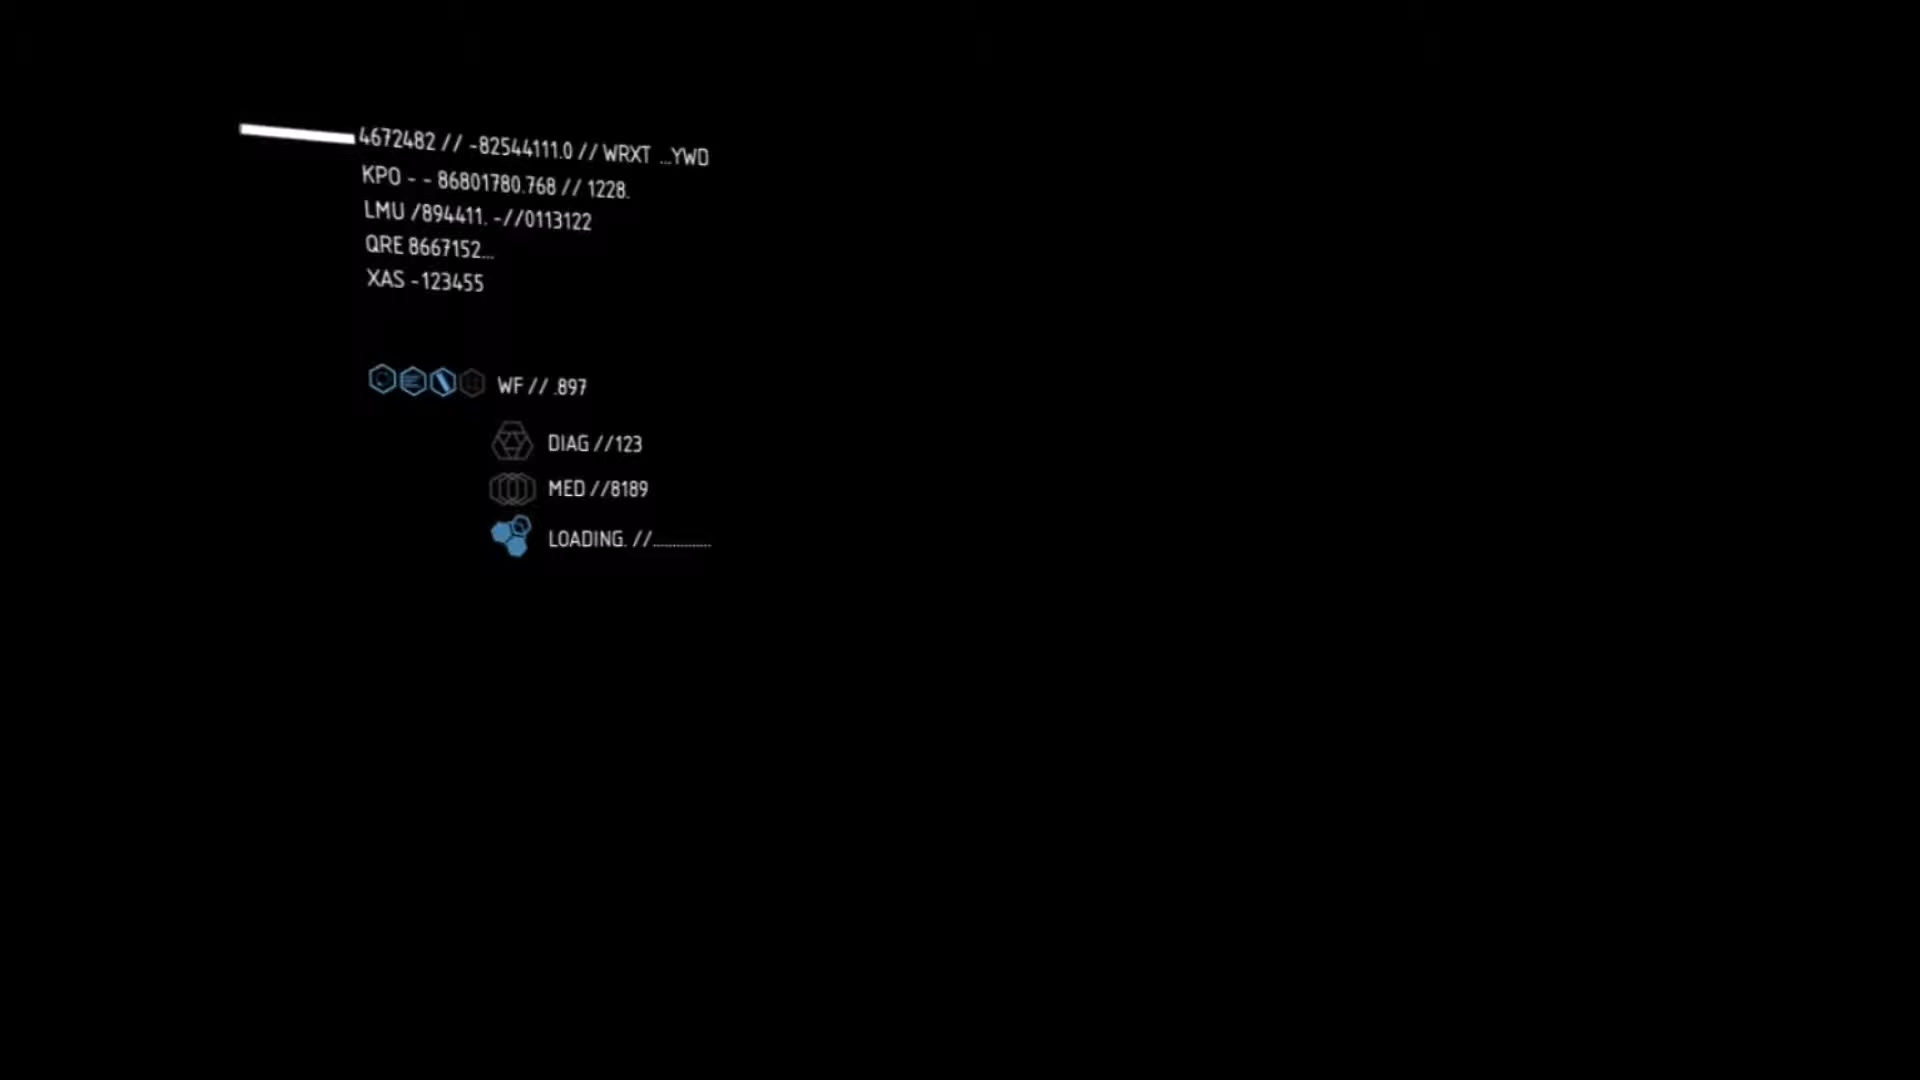 4672482 // -82544111.0 // WRXT ...YWD
KPO - - 86801780.768 // 1228.
LMU /894411. -//0113122
QRE 8667152...
XAS -123455
WF // .897
DIAG //123
MED //8189
LOADING. //...............